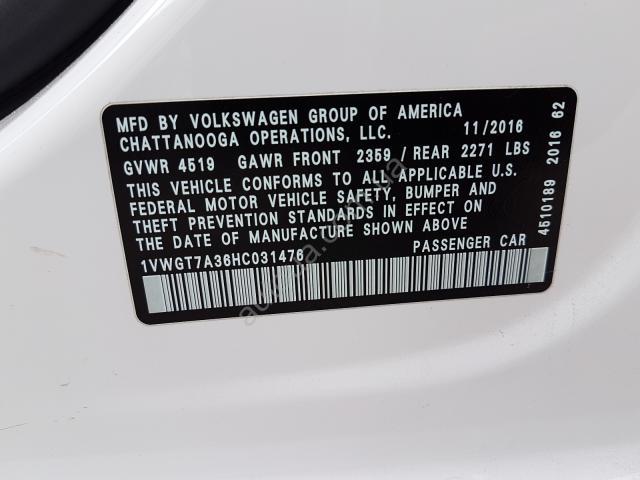 MFD BY VOLKSWAGEN GROUP OF AMERICA
CHATTANOOGA OPERATIONS, LLC. 11/2016
GVWR 4519 GAWR FRONT 2359 / REAR 2271 LBS
THIS VEHICLE CONFORMS TO ALL APPLICABLE U.S.
FEDERAL MOTOR VEHICLE SAFETY, BUMPER AND
THEFT PREVENTION STANDARDS IN EFFECT ON
THE DATE OF MANUFACTURE SHOWN ABOVE
1VWGT7A36HC031476 PASSENGER CAR
4510189 2016 62